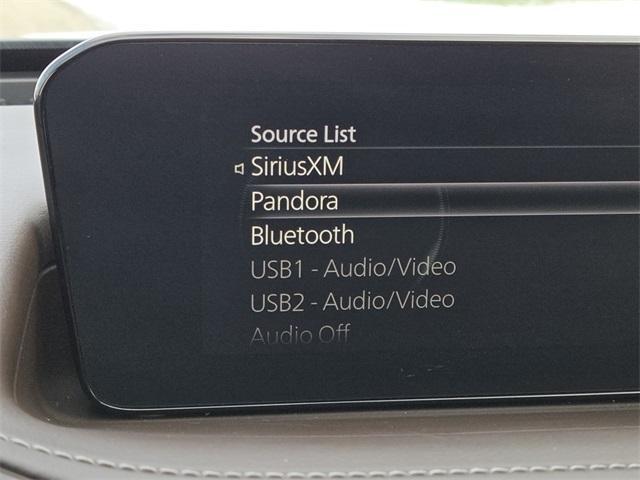 Source List
SiriusXM
Pandora
Bluetooth
USB1 - Audio/Video
USB2 - Audio/Video
Audio Off